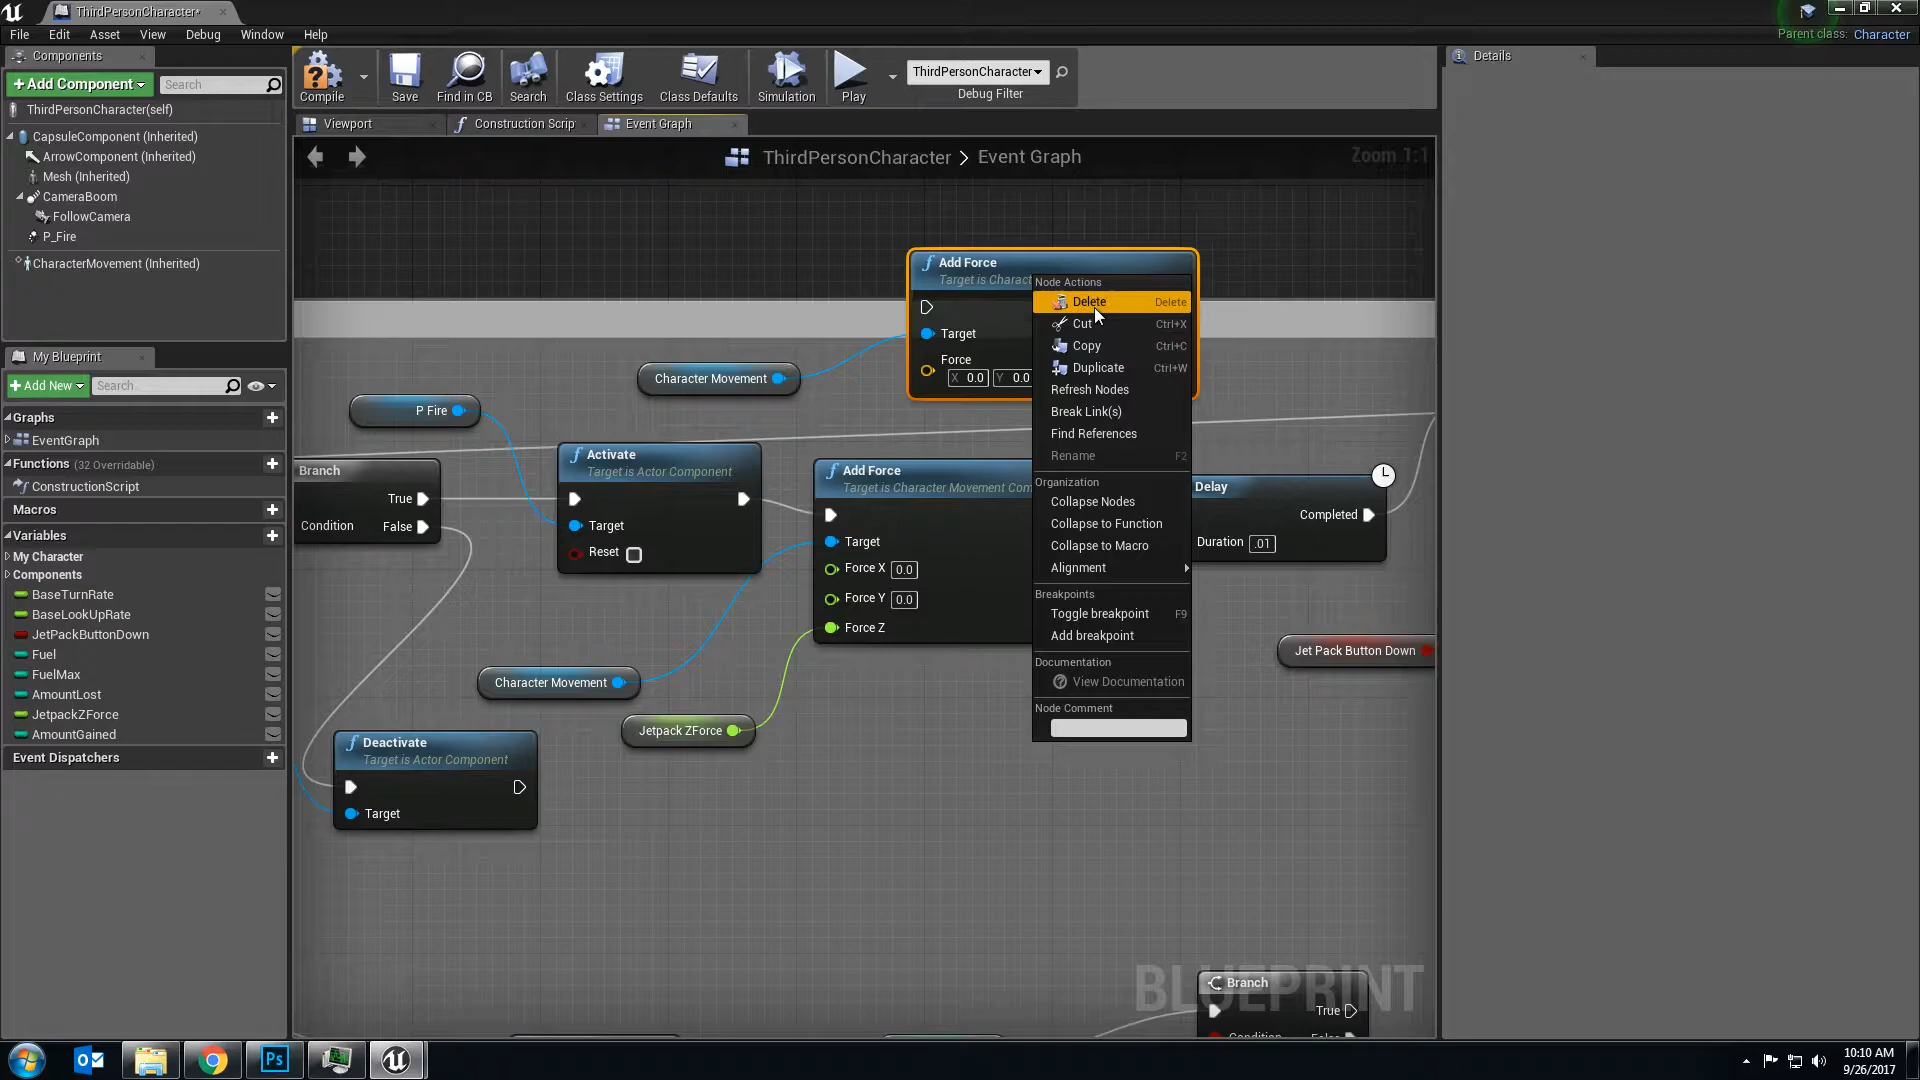 ThirdPersonCharacter*
File Edit Asset View Debug Window Help
Parent class: Character
Components
+Add Component
Search
ThirdPersonCharacter(self)
CapsuleComponent (Inherited)
ArrowComponent (Inherited)
Mesh (Inherited)
CameraBoom
FollowCamera
P_Fire
CharacterMovement (Inherited)
Compile
Save
Find in CB
Search
Class Settings
Class Defaults
Simulation
Play
ThirdPersonCharacter
Debug Filter
Details
Viewport
Construction Scrip
Event Graph
ThirdPersonCharacter > Event Graph
Zoom 1:1
My Blueprint
+Add New
Search
Graphs
EventGraph
Functions (32 Overridable)
ConstructionScript
Macros
Variables
My Character
Components
BaseTurnRate
BaseLookUpRate
JetPackButtonDown
Fuel
FuelMax
AmountLost
JetpackZForce
AmountGained
Event Dispatchers
Add Force
Target is Charact
Target
Force
X 0.0 Y 0.0
Character Movement
P Fire
Branch
True
Condition False
Activate
Target is Actor Component
Target
Reset
Add Force
Target is Character Movement Com
Target
Force X 0.0
Force Y 0.0
Force Z
Character Movement
Jetpack ZForce
Deactivate
Target is Actor Component
Target
Node Actions
Delete Delete
Cut Ctrl+X
Copy Ctrl+C
Duplicate Ctrl+W
Refresh Nodes
Break Link(s)
Find References
Rename F2
Organization
Collapse Nodes
Collapse to Function
Collapse to Macro
Alignment
Breakpoints
Toggle breakpoint F9
Add breakpoint
Documentation
View Documentation
Node Comment
Delay
Completed
Duration .01
Jet Pack Button Down
BLUEPRINT
Branch
True
Condition False
10:10 AM
9/26/2017